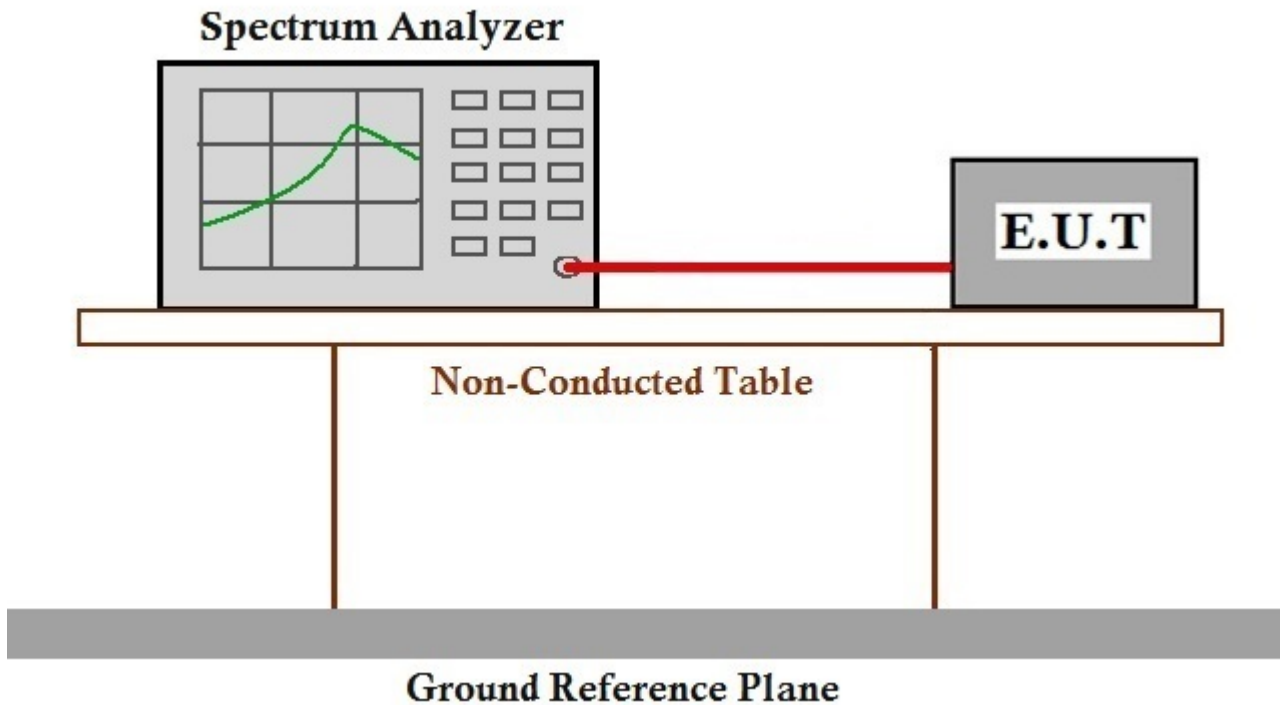 Spectrum Analyzer
E.U.T
Non-Conducted Table
Ground Reference Plane